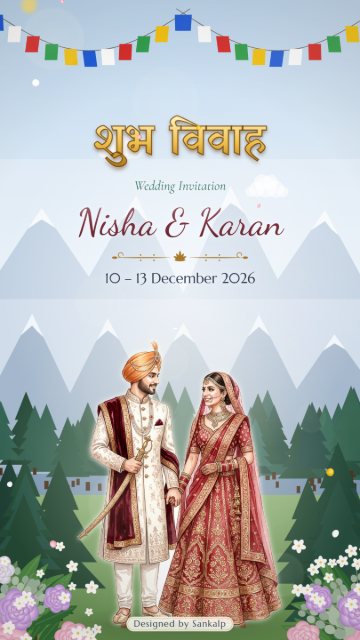 शुभ विवाह
Wedding Invitation
Nisha & Karan
10 – 13 December 2026
Designed by Sankalp